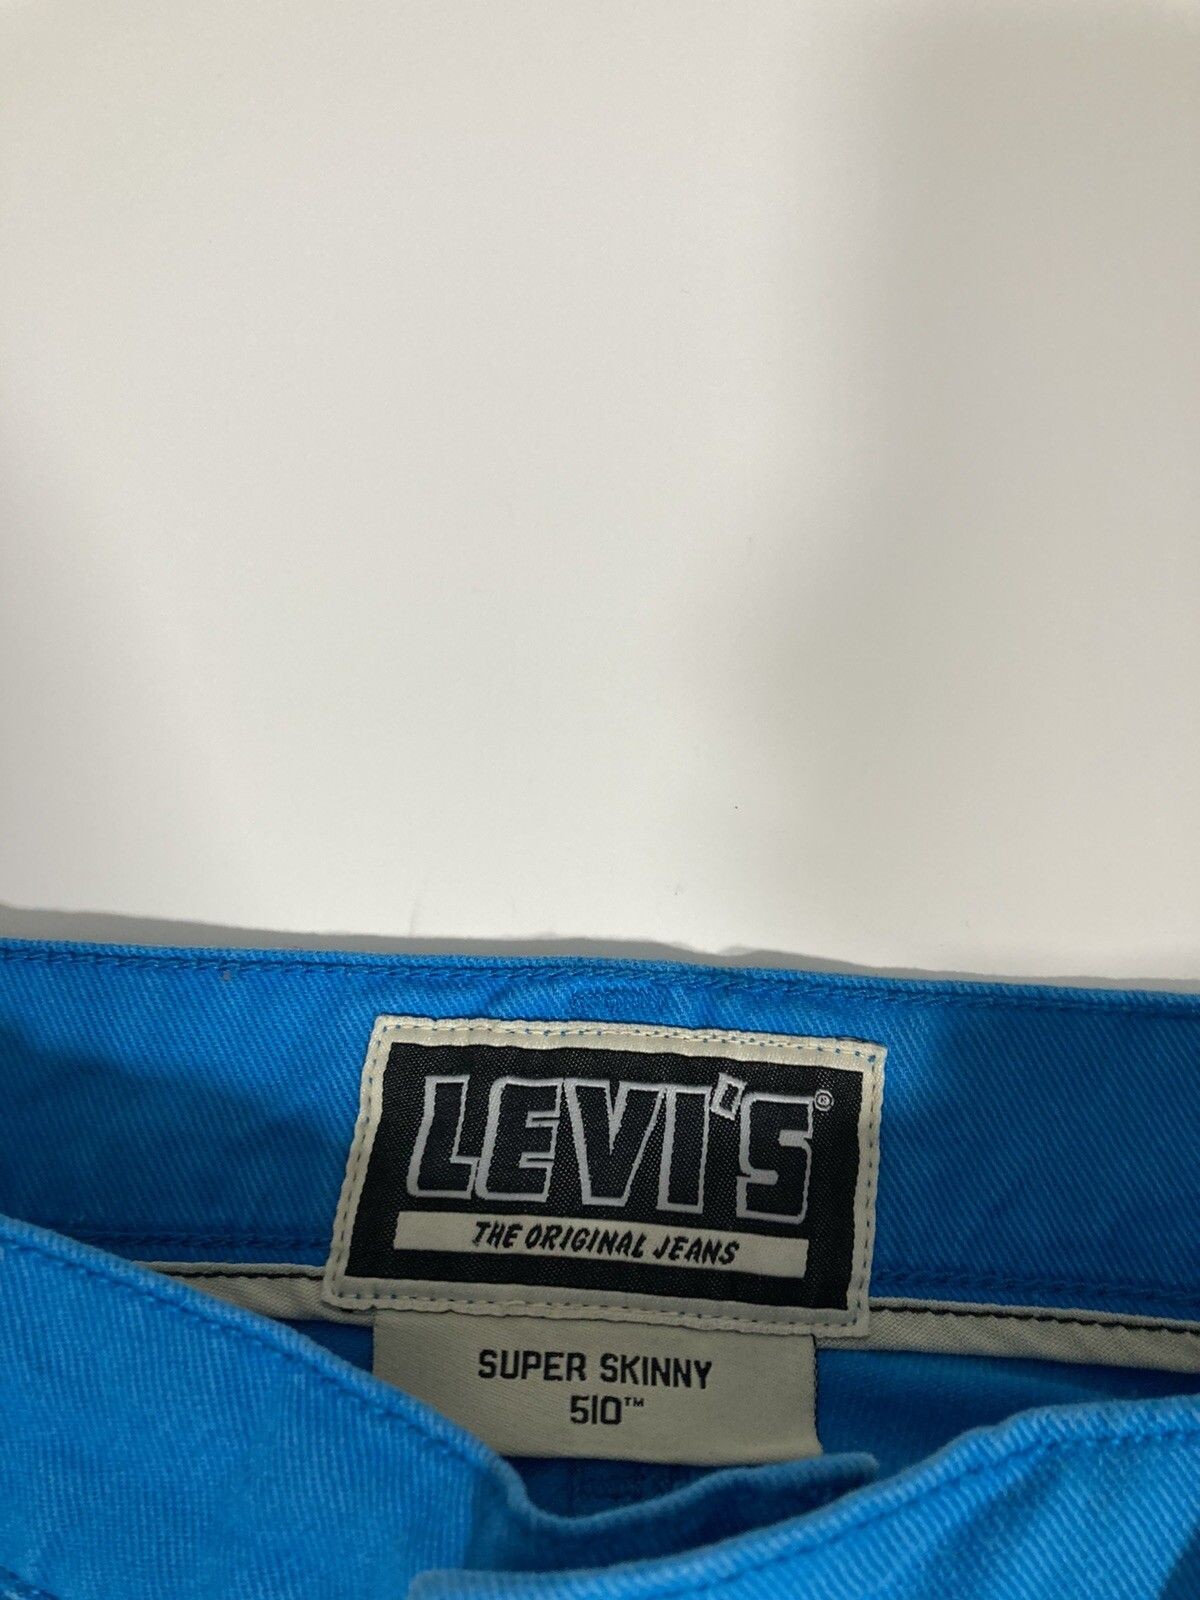 LEVI'S®
THE ORIGINAL JEANS
SUPER SKINNY
510™